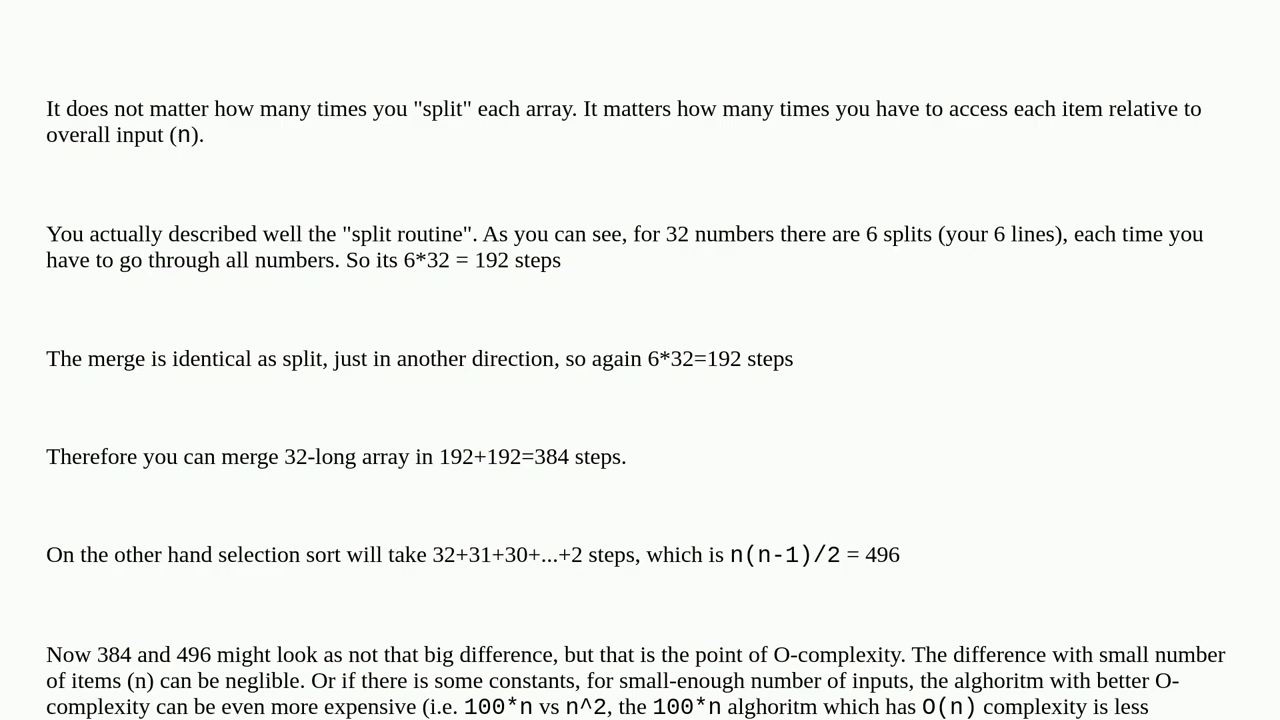 It does not matter how many times you "split" each array. It matters how many times you have to access each item relative to
overall input (n).
You actually described well the "split routine". As you can see, for 32 numbers there are 6 splits (your 6 lines), each time you
have to go through all numbers. So its 6*32 = 192 steps
The merge is identical as split, just in another direction, so again 6*32=192 steps
Therefore you can merge 32-long array in 192+192=384 steps.
On the other hand selection sort will take 32+31+30+...+2 steps, which is n(n-1)/2 = 496
Now 384 and 496 might look as not that big difference, but that is the point of O-complexity. The difference with small number
of items (n) can be neglible. Or if there is some constants, for small-enough number of inputs, the alghoritm with better O-
complexity can be even more expensive (i.e. 100*n vs n^2, the 100*n alghoritm which has O(n) complexity is less